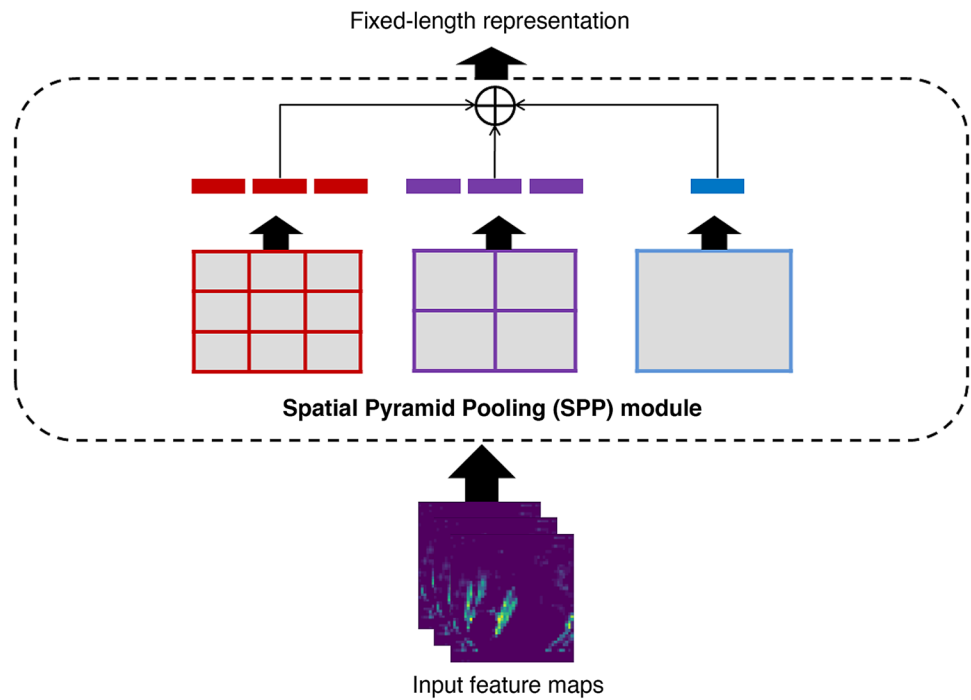 Fixed-length representation
Spatial Pyramid Pooling (SPP) module
Input feature maps